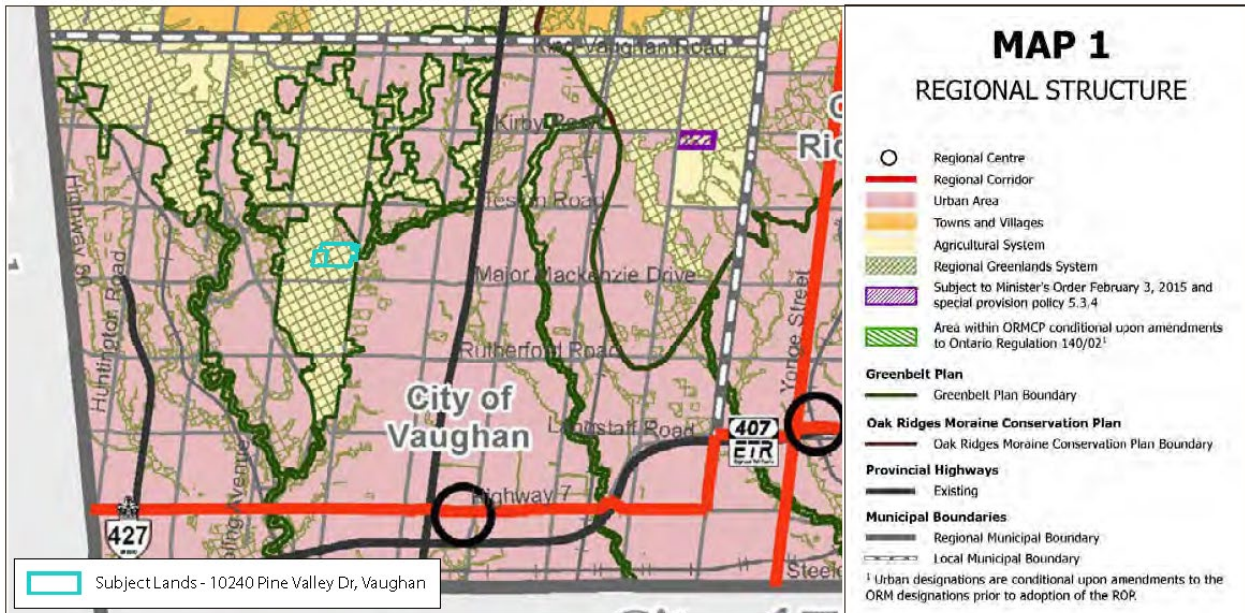 King-Vaughan Road
Kirby Road
Teston Road
Highway
Huntington Road
Major Mackenzie Drive
Rutherford Road
Yonge Street
City of
Vaughan
Langstaff Road
407
ETR
Highway 7
427
Avenue
Subject Lands - 10240 Pine Valley Dr, Vaughan
MAP 1
REGIONAL STRUCTURE
Regional Centre
Regional Corridor
Urban Area
Towns and Villages
Agricultural System
Regional Greenlands System
Subject to Minister's Order February 3, 2015 and
special provision policy 5.3.4
Area within ORMCP conditional upon amendments
to Ontario Regulation 140/02¹
Greenbelt Plan
Greenbelt Plan Boundary
Oak Ridges Moraine Conservation Plan
Oak Ridges Moraine Conservation Plan Boundary
Provincial Highways
Existing
Municipal Boundaries
Regional Municipal Boundary
Local Municipal Boundary
¹ Urban designations are conditional upon amendments to the
ORM designations prior to adoption of the ROP.